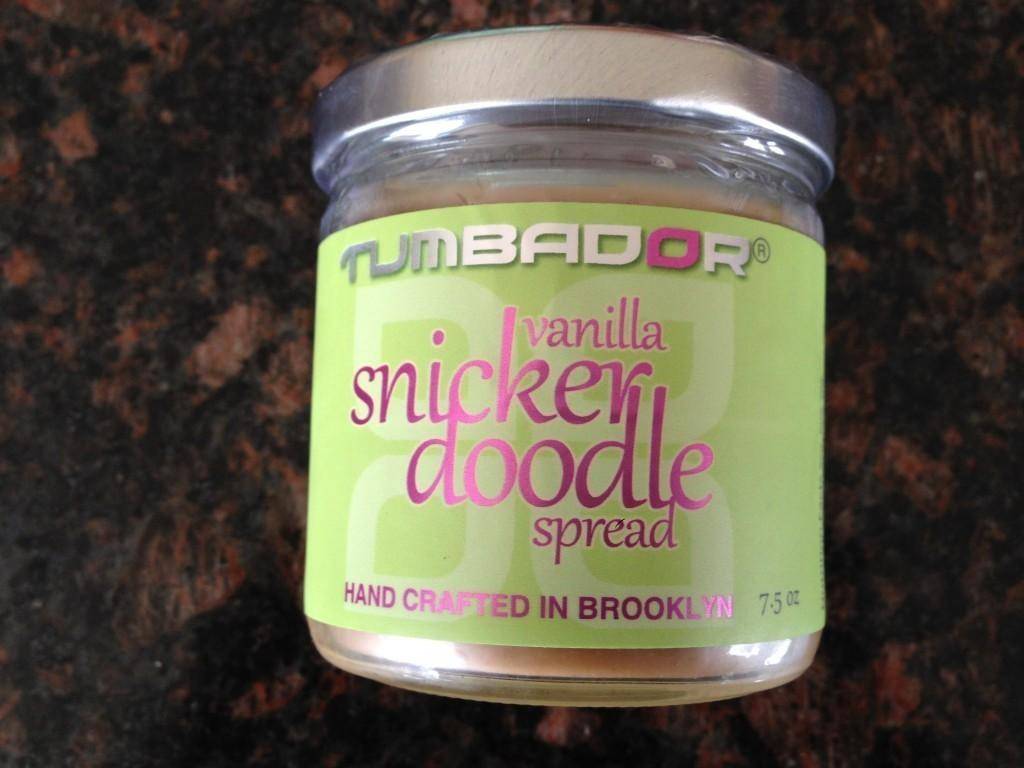 TUMBADOR®
vanilla
snicker
doodle
spread
HAND CRAFTED IN BROOKLYN 7.5 oz